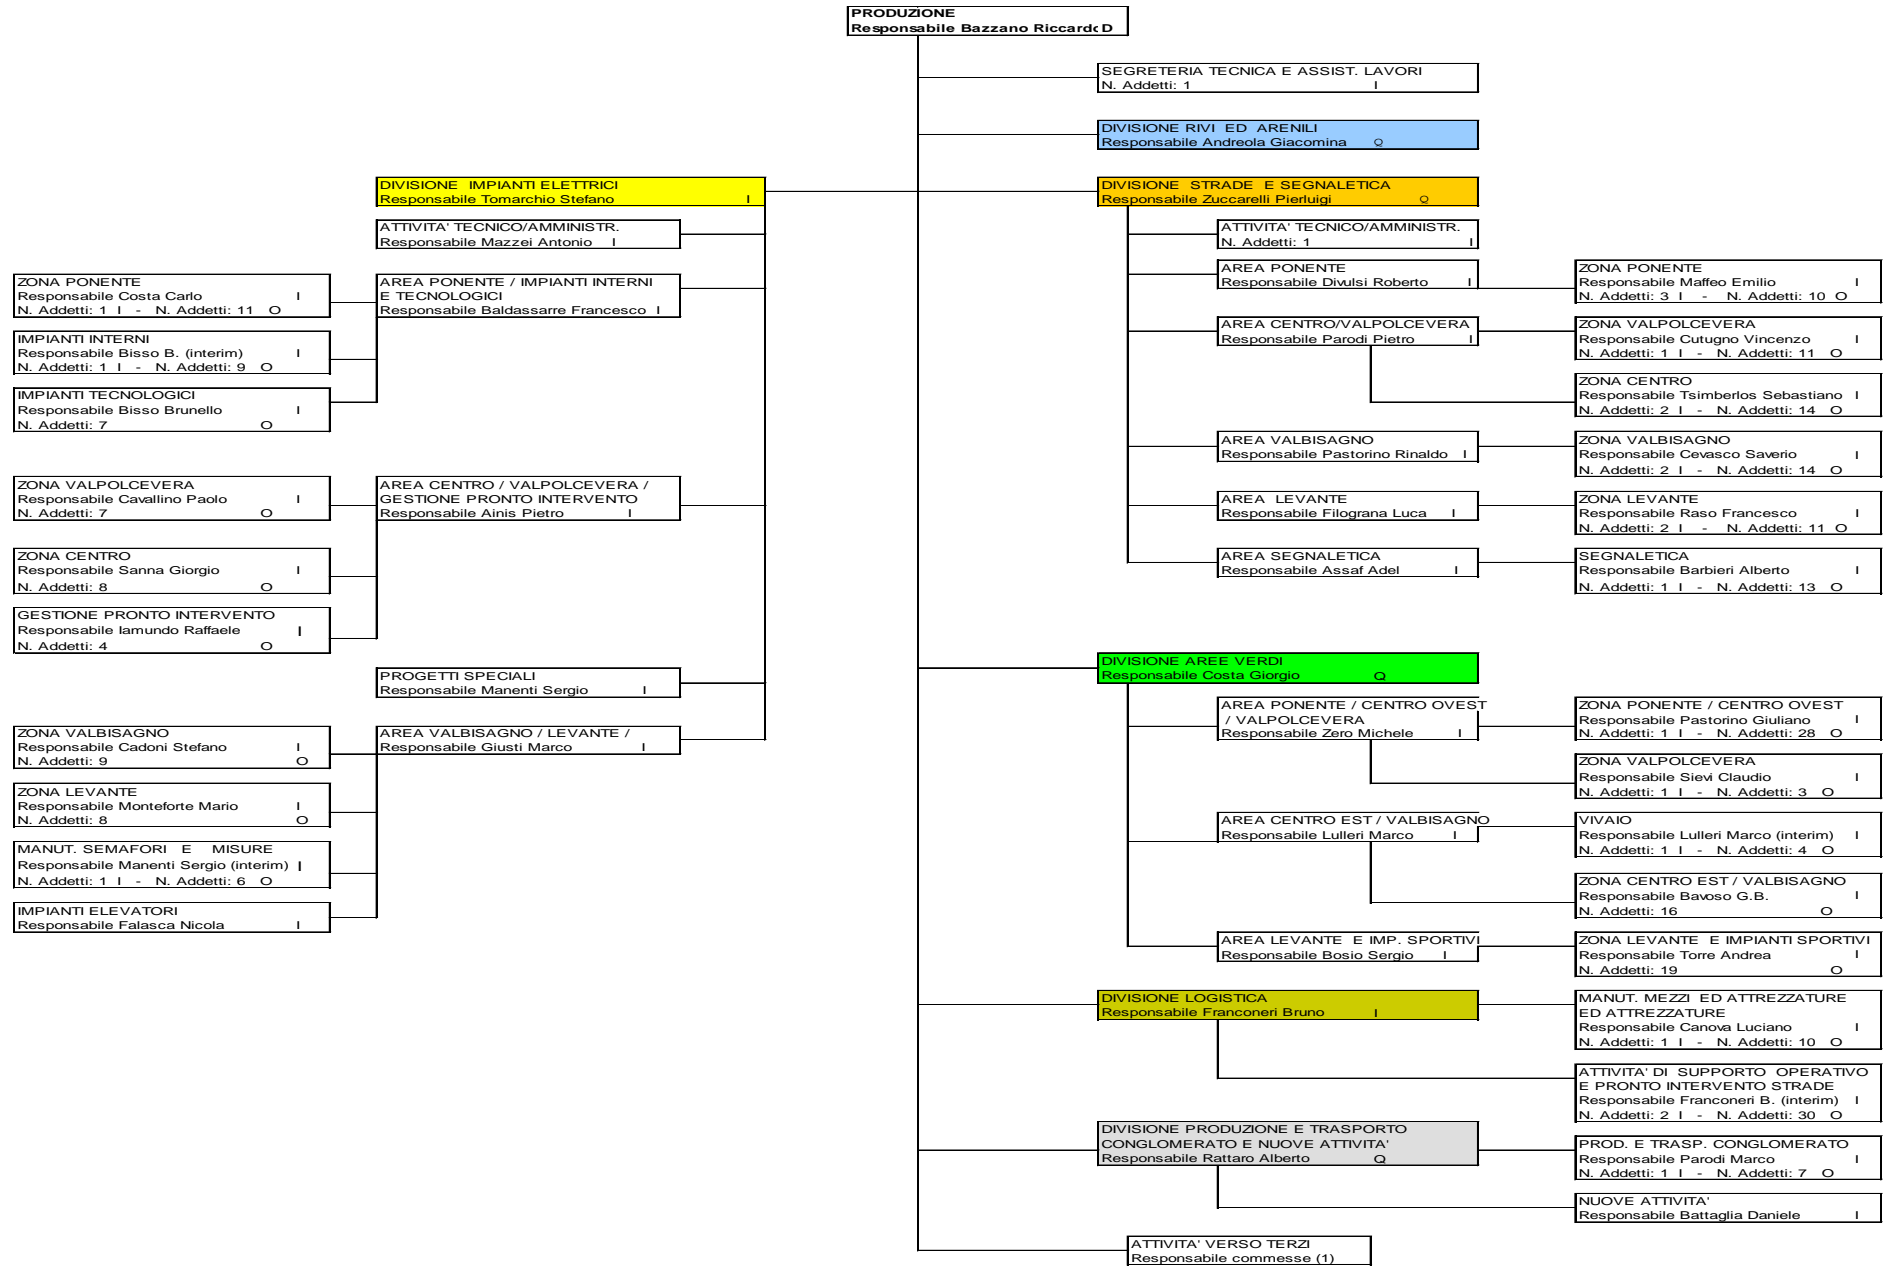 PRODUZIONE
Responsabile Bazzano Riccardo D
SEGRETERIA TECNICA E ASSIST. LAVORI
N. Addetti: 1 I
DIVISIONE RIVI ED ARENILI
Responsabile Andreola Giacomina Q
DIVISIONE IMPIANTI ELETTRICI
Responsabile Tomarchio Stefano I
ATTIVITA' TECNICO/AMMINISTR.
Responsabile Mazzei Antonio I
AREA PONENTE / IMPIANTI INTERNI
E TECNOLOGICI
Responsabile Baldassarre Francesco I
ZONA PONENTE
Responsabile Costa Carlo I
N. Addetti: 1 I - N. Addetti: 11 O
IMPIANTI INTERNI
Responsabile Bisso B. (interim) I
N. Addetti: 1 I - N. Addetti: 9 O
IMPIANTI TECNOLOGICI
Responsabile Bisso Brunello I
N. Addetti: 7 O
AREA CENTRO / VALPOLCEVERA /
GESTIONE PRONTO INTERVENTO
Responsabile Ainis Pietro I
ZONA VALPOLCEVERA
Responsabile Cavallino Paolo I
N. Addetti: 7 O
ZONA CENTRO
Responsabile Sanna Giorgio I
N. Addetti: 8 O
GESTIONE PRONTO INTERVENTO
Responsabile Iamundo Raffaele I
N. Addetti: 4 O
PROGETTI SPECIALI
Responsabile Manenti Sergio I
AREA VALBISAGNO / LEVANTE /
Responsabile Giusti Marco I
ZONA VALBISAGNO
Responsabile Cadoni Stefano I
N. Addetti: 9 O
ZONA LEVANTE
Responsabile Monteforte Mario I
N. Addetti: 8 O
MANUT. SEMAFORI E MISURE
Responsabile Manenti Sergio (interim) I
N. Addetti: 1 I - N. Addetti: 6 O
IMPIANTI ELEVATORI
Responsabile Falasca Nicola I
DIVISIONE STRADE E SEGNALETICA
Responsabile Zuccarelli Pierluigi Q
ATTIVITA' TECNICO/AMMINISTR.
N. Addetti: 1 I
AREA PONENTE
Responsabile Divulsi Roberto I
ZONA PONENTE
Responsabile Maffeo Emilio I
N. Addetti: 3 I - N. Addetti: 10 O
AREA CENTRO/VALPOLCEVERA
Responsabile Parodi Pietro I
ZONA VALPOLCEVERA
Responsabile Cutugno Vincenzo I
N. Addetti: 1 I - N. Addetti: 11 O
ZONA CENTRO
Responsabile Tsimberlos Sebastiano I
N. Addetti: 2 I - N. Addetti: 14 O
AREA VALBISAGNO
Responsabile Pastorino Rinaldo I
ZONA VALBISAGNO
Responsabile Cevasco Saverio I
N. Addetti: 2 I - N. Addetti: 14 O
AREA LEVANTE
Responsabile Filograna Luca I
ZONA LEVANTE
Responsabile Raso Francesco I
N. Addetti: 2 I - N. Addetti: 11 O
AREA SEGNALETICA
Responsabile Assaf Adel I
SEGNALETICA
Responsabile Barbieri Alberto I
N. Addetti: 1 I - N. Addetti: 13 O
DIVISIONE AREE VERDI
Responsabile Costa Giorgio Q
AREA PONENTE / CENTRO OVEST
/ VALPOLCEVERA
Responsabile Zero Michele I
ZONA PONENTE / CENTRO OVEST
Responsabile Pastorino Giuliano I
N. Addetti: 1 I - N. Addetti: 28 O
ZONA VALPOLCEVERA
Responsabile Sievi Claudio I
N. Addetti: 1 I - N. Addetti: 3 O
AREA CENTRO EST / VALBISAGNO
Responsabile Lulleri Marco I
VIVAIO
Responsabile Lulleri Marco (interim) I
N. Addetti: 1 I - N. Addetti: 4 O
ZONA CENTRO EST / VALBISAGNO
Responsabile Bavoso G.B. I
N. Addetti: 16 O
AREA LEVANTE E IMP. SPORTIVI
Responsabile Bosio Sergio I
ZONA LEVANTE E IMPIANTI SPORTIVI
Responsabile Torre Andrea I
N. Addetti: 19 O
DIVISIONE LOGISTICA
Responsabile Franconeri Bruno I
MANUT. MEZZI ED ATTREZZATURE
ED ATTREZZATURE
Responsabile Canova Luciano I
N. Addetti: 1 I - N. Addetti: 10 O
ATTIVITA' DI SUPPORTO OPERATIVO
E PRONTO INTERVENTO STRADE
Responsabile Franconeri B. (interim) I
N. Addetti: 2 I - N. Addetti: 30 O
DIVISIONE PRODUZIONE E TRASPORTO
CONGLOMERATO E NUOVE ATTIVITA'
Responsabile Rattaro Alberto Q
PROD. E TRASP. CONGLOMERATO
Responsabile Parodi Marco I
N. Addetti: 1 I - N. Addetti: 7 O
NUOVE ATTIVITA'
Responsabile Battaglia Daniele I
ATTIVITA' VERSO TERZI
Responsabile commesse (1)